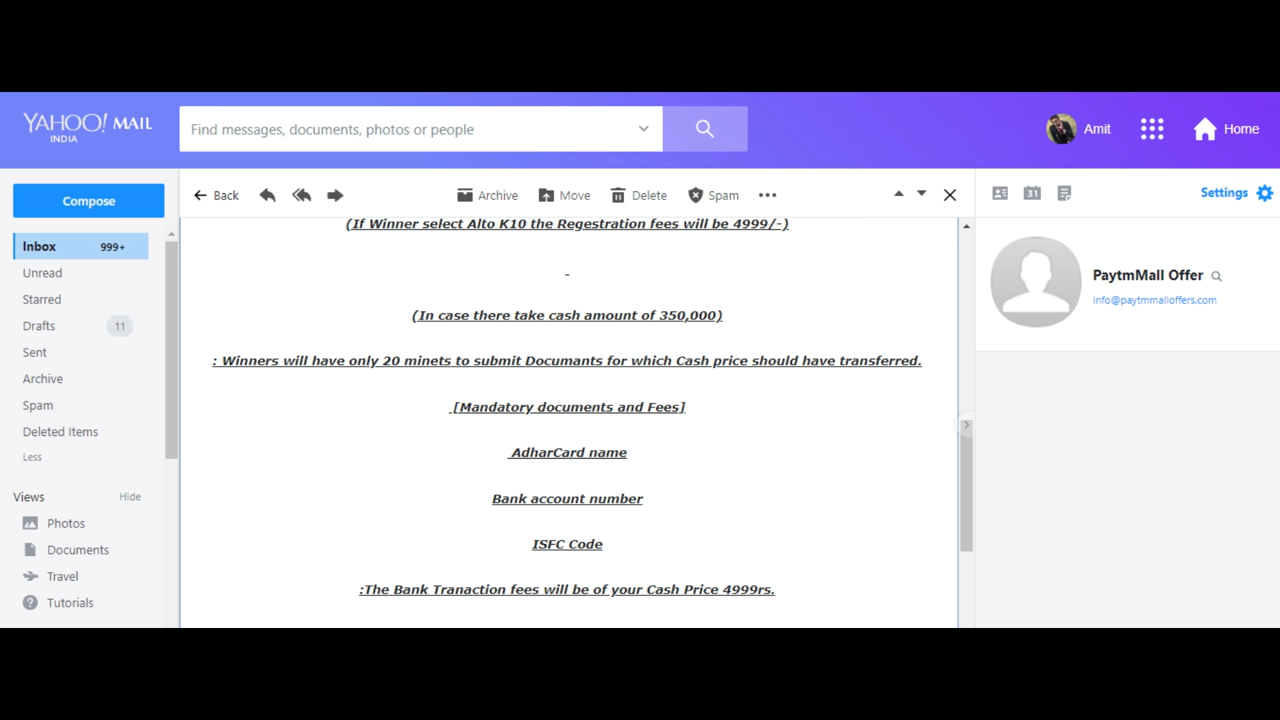 YAHOO! MAIL
INDIA
Find messages, documents, photos or people
Amit
Home
Compose
Back
Archive
Move
Delete
Spam
Settings
Inbox 999+
Unread
Starred
Drafts 11
Sent
Archive
Spam
Deleted Items
Less
Views Hide
Photos
Documents
Travel
Tutorials
(If Winner select Alto K10 the Regestration fees will be 4999/-)
-
(In case there take cash amount of 350,000)
: Winners will have only 20 minets to submit Documants for which Cash price should have transferred.
[Mandatory documents and Fees]
AdharCard name
Bank account number
ISFC Code
:The Bank Tranaction fees will be of your Cash Price 4999rs.
31
PaytmMall Offer
info@paytmmalloffers.com